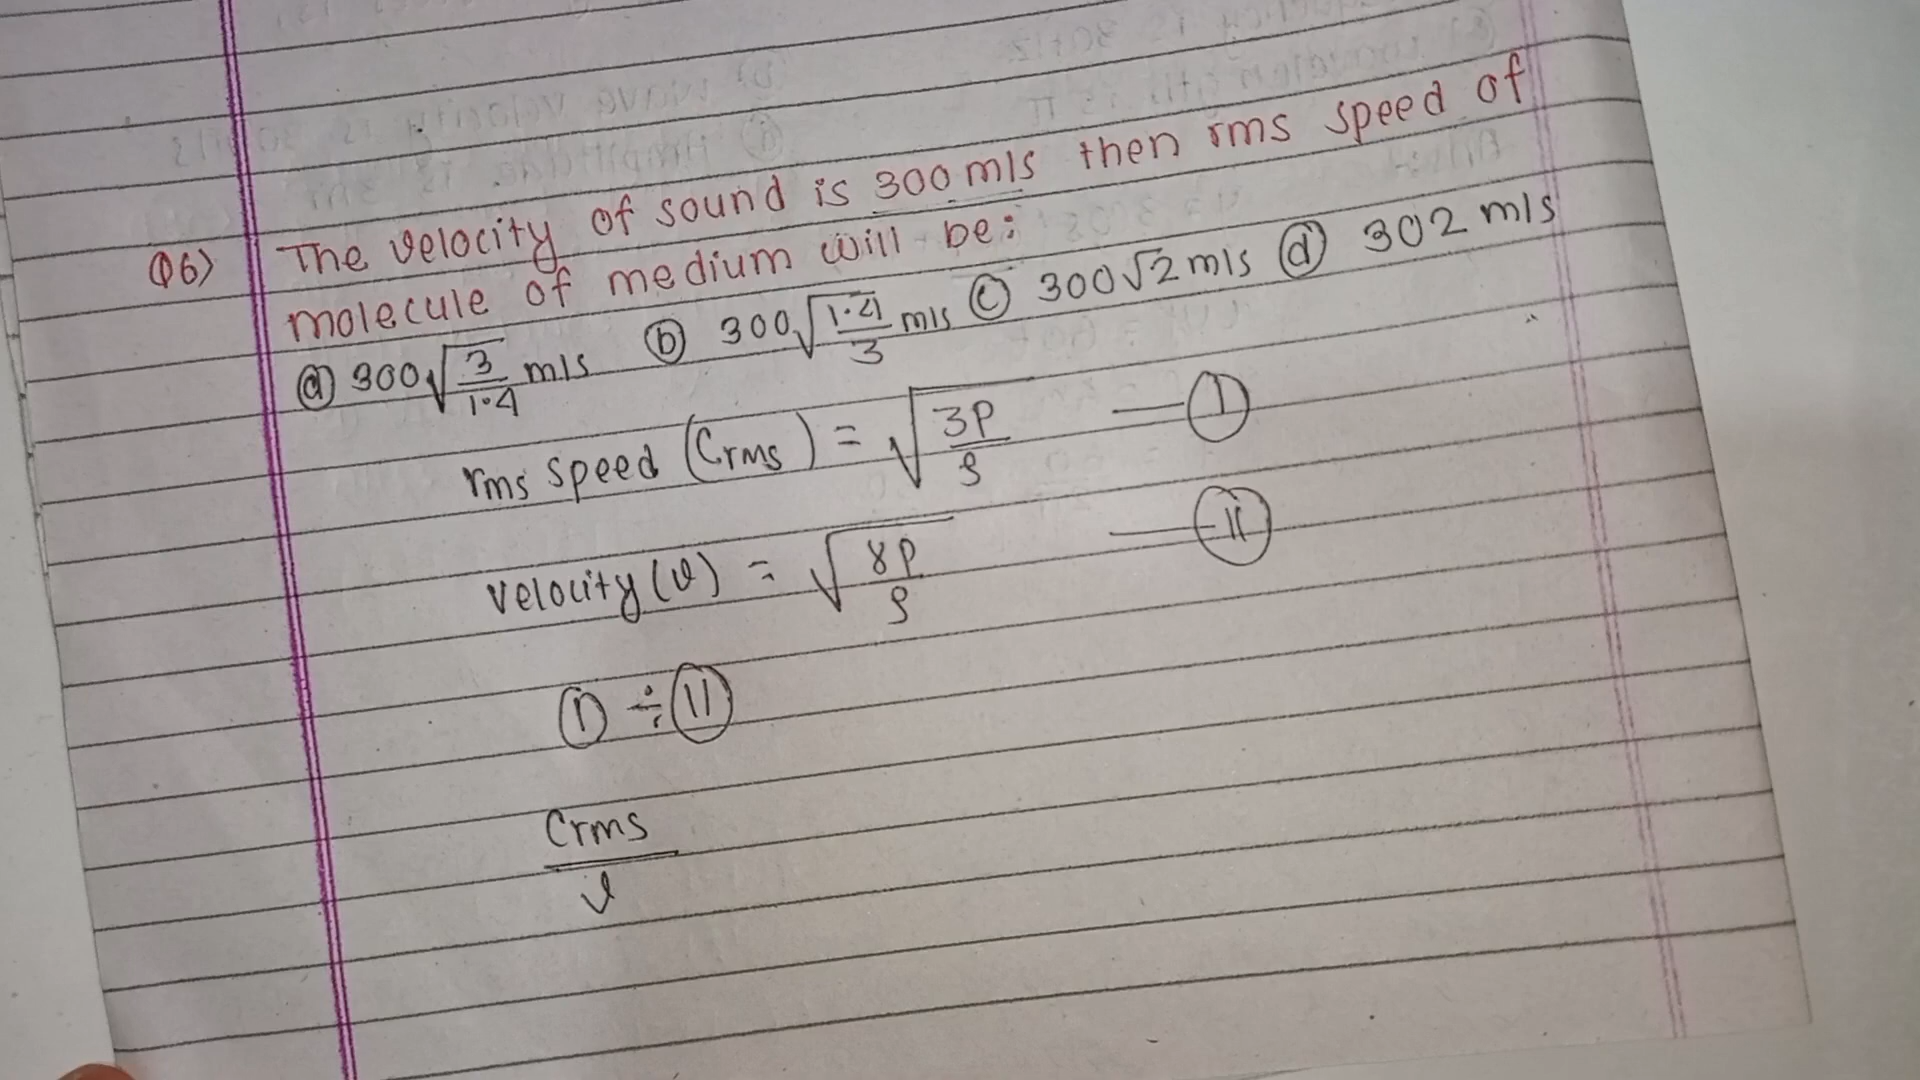 Q6) The velocity of sound is 300 m/s then rms speed of
molecule of medium will be:
ⓐ 300√(3/1.4) m/s ⓑ 300√(1.4/3) m/s ⓒ 300√2 m/s ⓓ 302 m/s
rms speed (Crms) = √(3P/ρ) — Ⓘ
velocity (v) = √(γP/ρ) — (II)
Ⓘ ÷ (II)
Crms
v